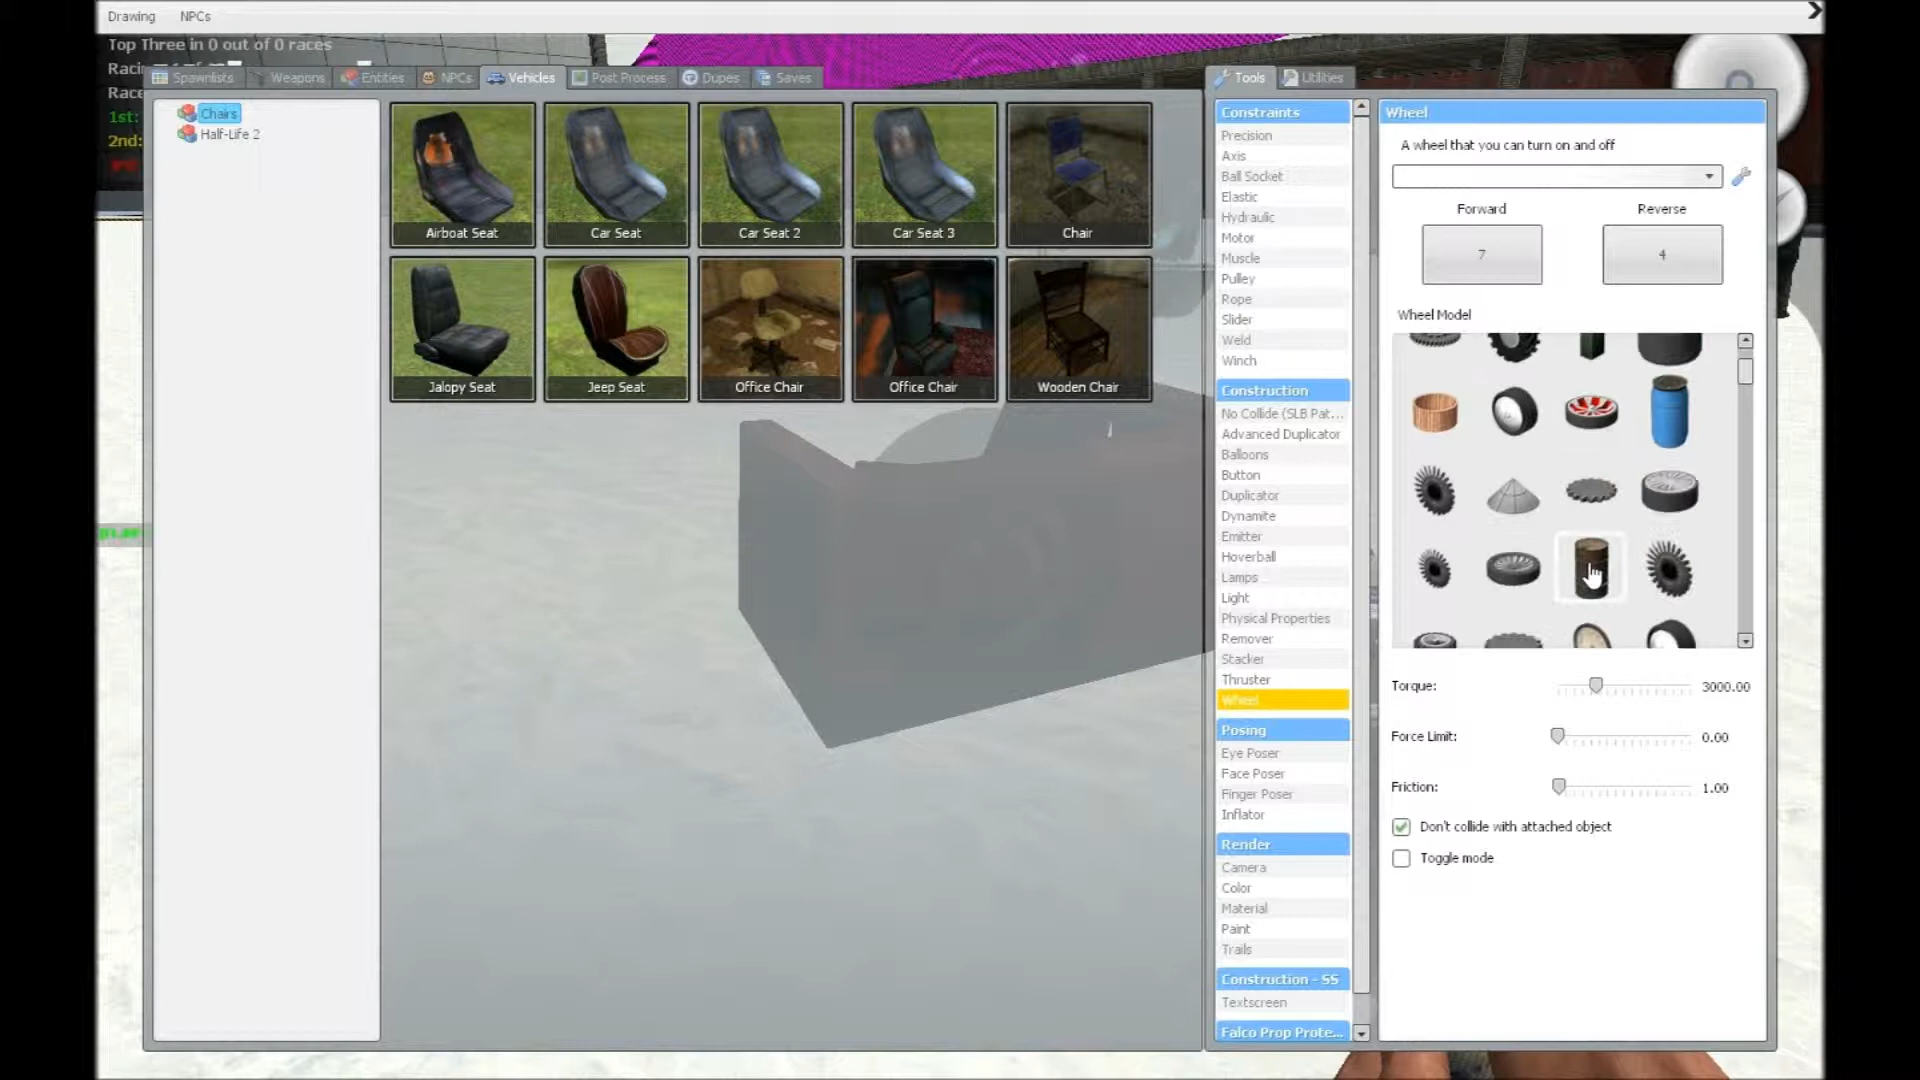 Drawing NPCs
Top Three in 0 out of 0 races
Race
1st:
2nd:
Spawnlists Weapons Entities NPCs Vehicles Post Process Dupes Saves
Chairs
Half-Life 2
Airboat Seat Car Seat Car Seat 2 Car Seat 3 Chair
Jalopy Seat Jeep Seat Office Chair Office Chair Wooden Chair
Tools Utilities
Constraints
Precision
Axis
Ball Socket
Elastic
Hydraulic
Motor
Muscle
Pulley
Rope
Slider
Weld
Winch
Construction
No Collide (SLB Pat...
Advanced Duplicator
Balloons
Button
Duplicator
Dynamite
Emitter
Hoverball
Lamps
Light
Physical Properties
Remover
Stacker
Thruster
Wheel
Posing
Eye Poser
Face Poser
Finger Poser
Inflator
Render
Camera
Color
Material
Paint
Trails
Construction - SS
Textscreen
Falco Prop Prote...
Wheel
A wheel that you can turn on and off
Forward Reverse
7 4
Wheel Model
Torque: 3000.00
Force Limit: 0.00
Friction: 1.00
Don't collide with attached object
Toggle mode